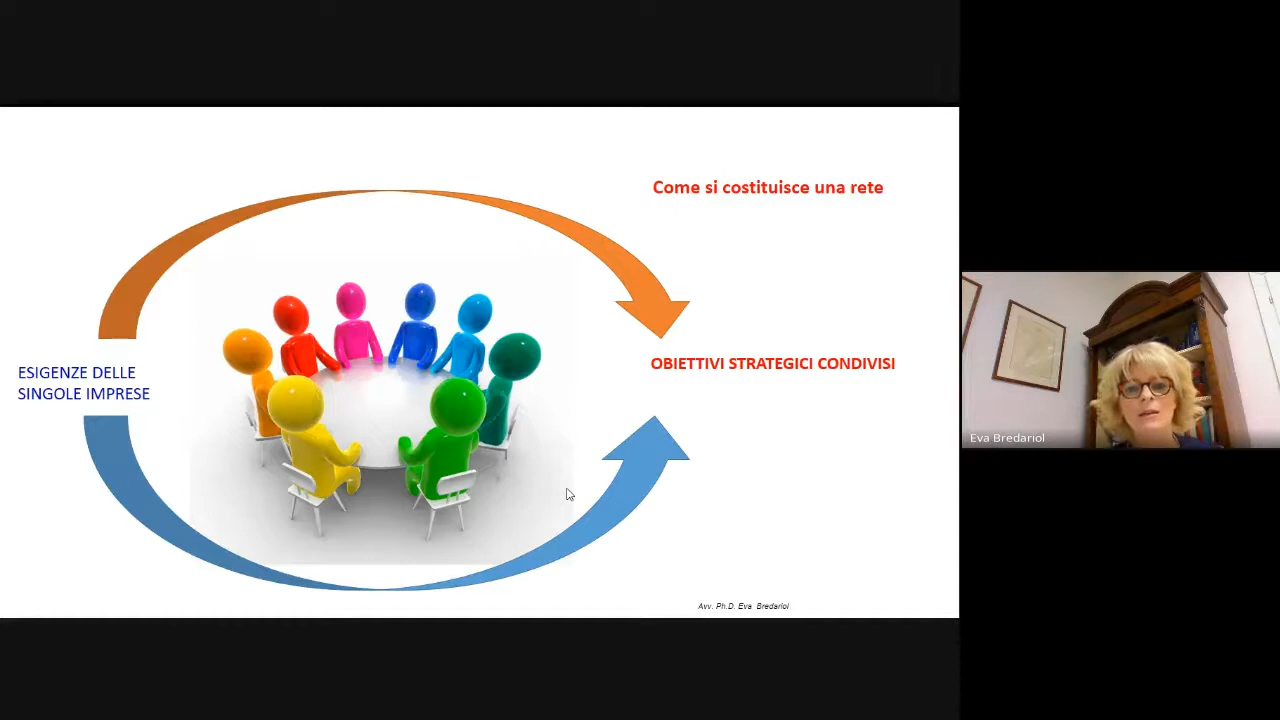 Come si costituisce una rete
ESIGENZE DELLE
SINGOLE IMPRESE
OBIETTIVI STRATEGICI CONDIVISI
Avv. Ph.D. Eva Bredariol
Eva Bredariol